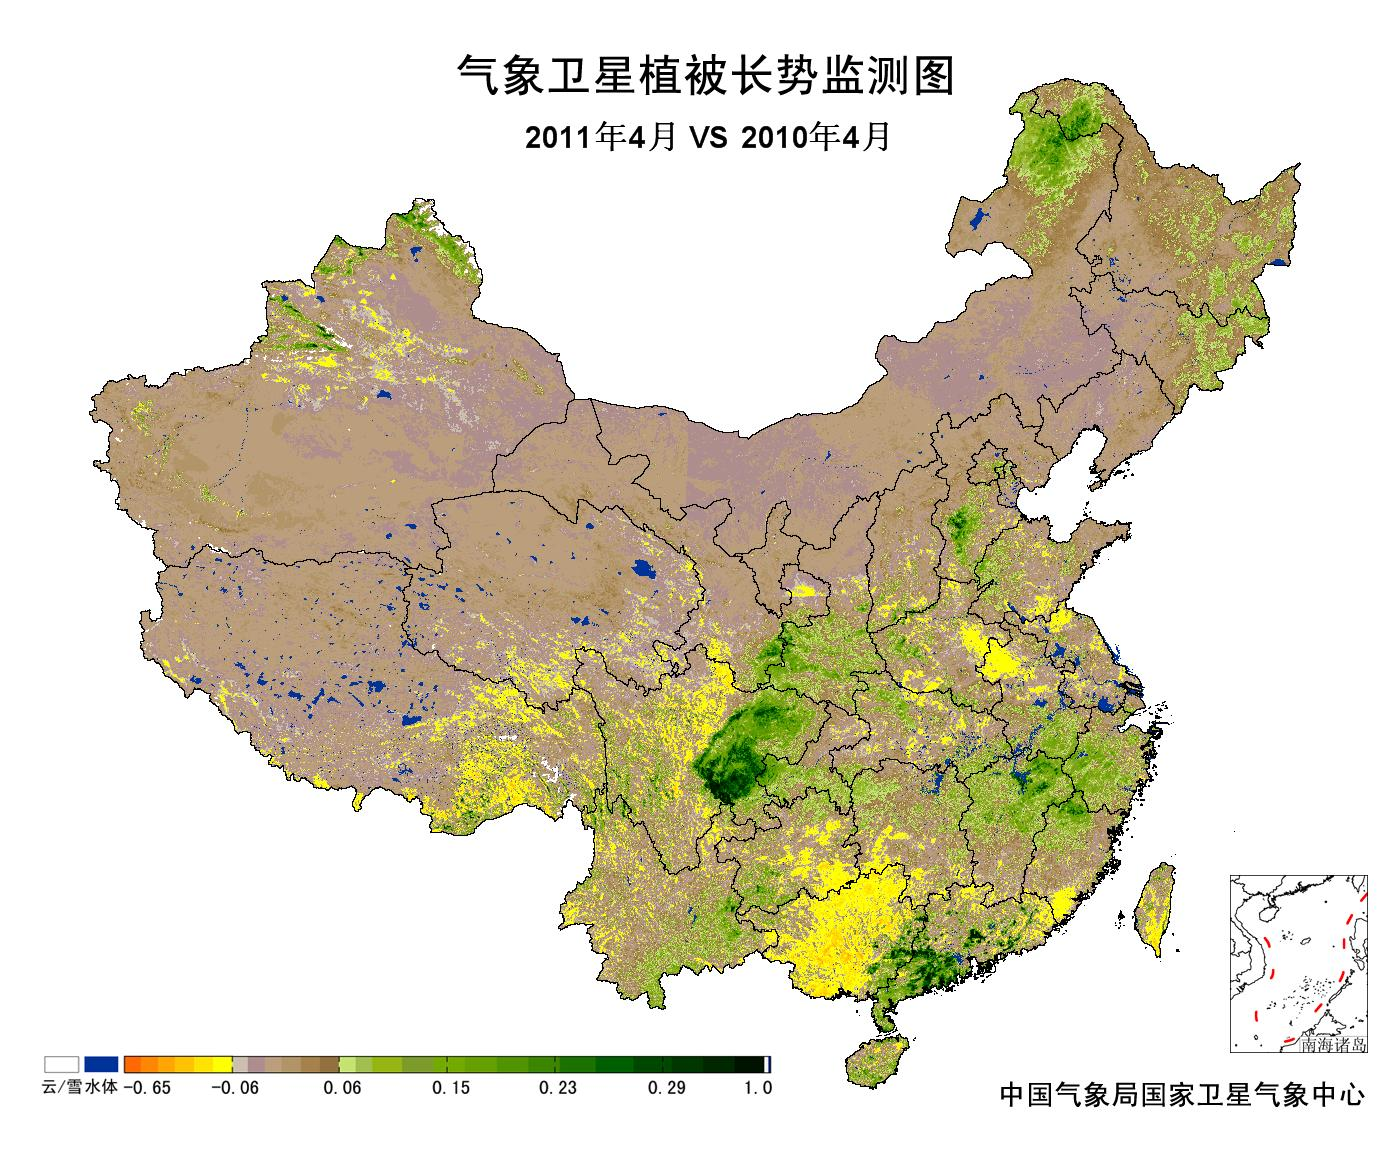 气象卫星植被长势监测图
2011年4月 VS 2010年4月
南海诸岛
云/雪 水体 -0.65 -0.06 0.06 0.15 0.23 0.29 1.0
中国气象局国家卫星气象中心